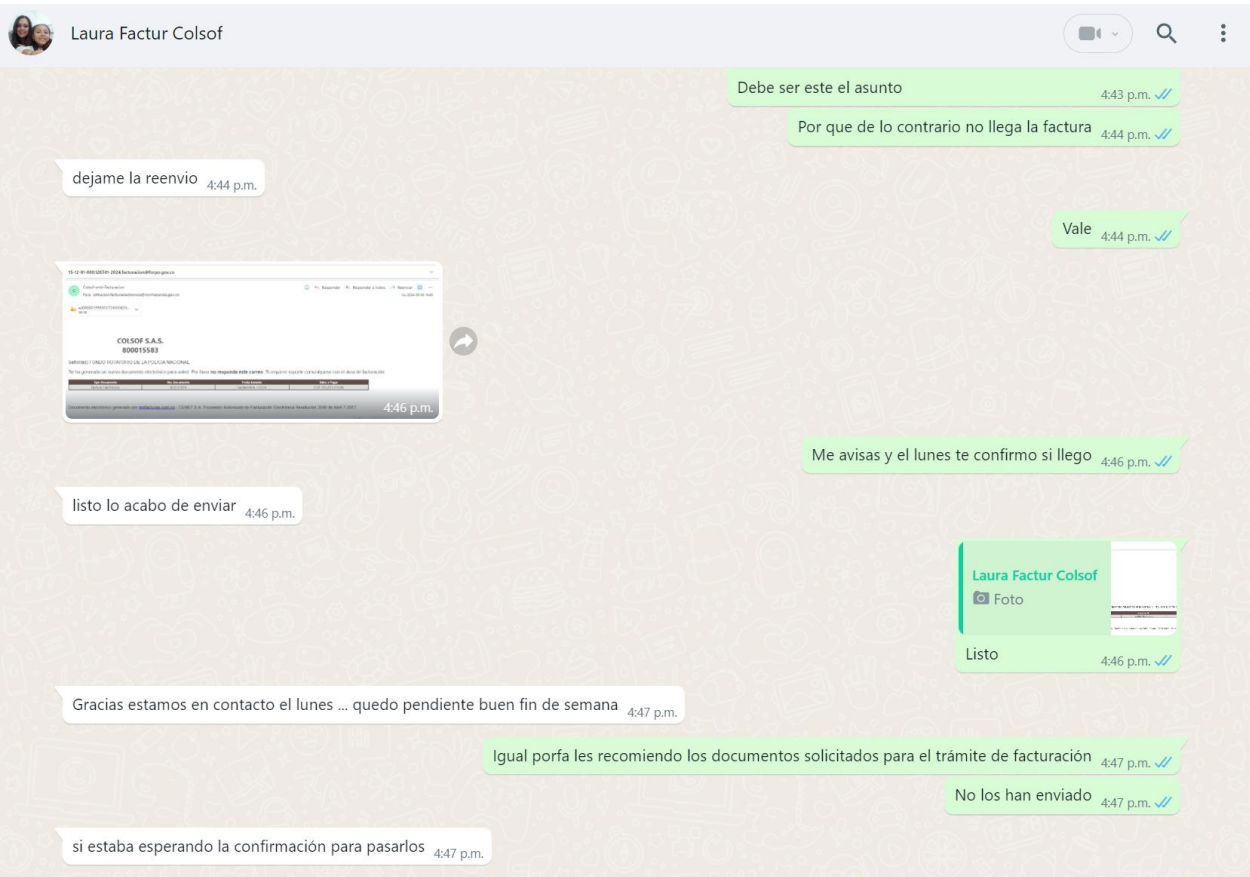 Laura Factur Colsof
Debe ser este el asunto 4:43 p.m.
Por que de lo contrario no llega la factura 4:44 p.m.
dejame la reenvio 4:44 p.m.
Vale 4:44 p.m.
COLSOF S.A.S.
800015583
4:46 p.m.
Me avisas y el lunes te confirmo si llego 4:46 p.m.
listo lo acabo de enviar 4:46 p.m.
Laura Factur Colsof
Foto
Listo 4:46 p.m.
Gracias estamos en contacto el lunes ... quedo pendiente buen fin de semana 4:47 p.m.
Igual porfa les recomiendo los documentos solicitados para el trámite de facturación 4:47 p.m.
No los han enviado 4:47 p.m.
si estaba esperando la confirmación para pasarlos 4:47 p.m.